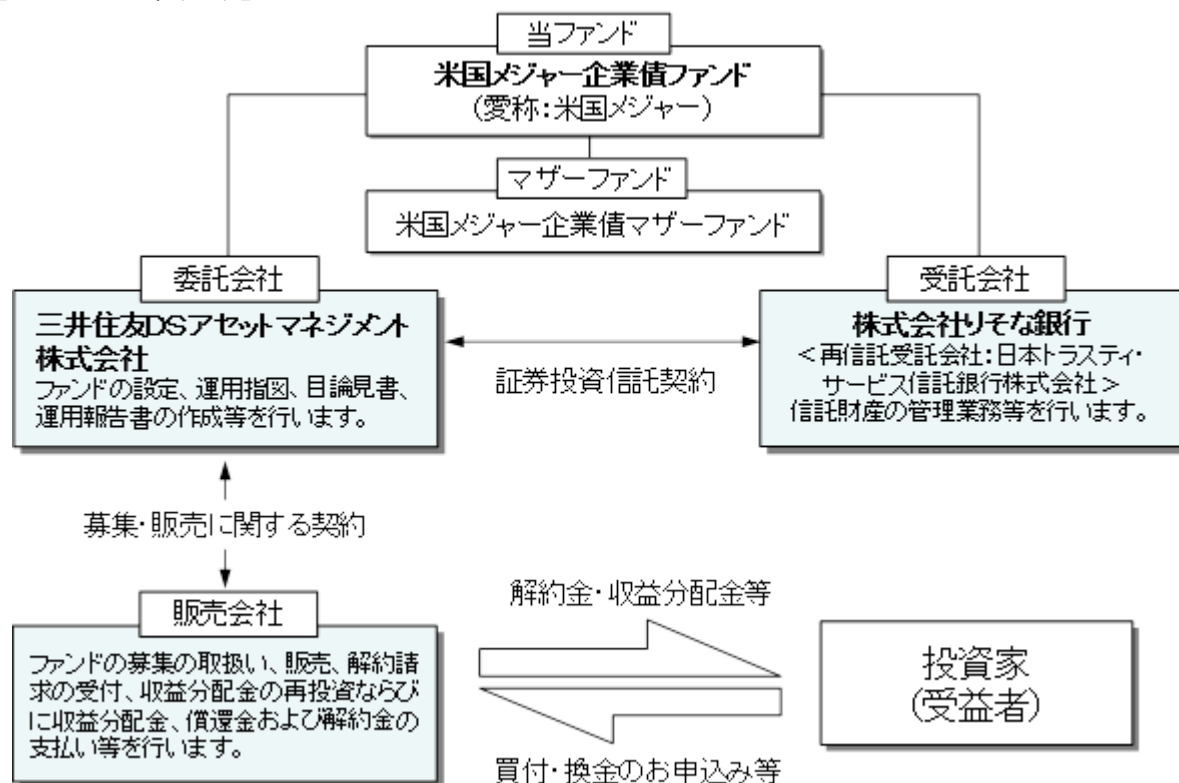 当ファンド
米国メジャー企業債ファンド
(愛称：米国メジャー)
マザーファンド
米国メジャー企業債マザーファンド
委託会社
三井住友DSアセットマネジメント
株式会社
ファンドの設定、運用指図、目論見書、
運用報告書の作成等を行います。
証券投資信託契約
受託会社
株式会社りそな銀行
＜再信託受託会社：日本トラスティ・
サービス信託銀行株式会社＞
信託財産の管理業務等を行います。
募集・販売に関する契約
販売会社
ファンドの募集の取扱い、販売、解約請
求の受付、収益分配金の再投資ならび
に収益分配金、償還金および解約金の
支払い等を行います。
解約金・収益分配金等
買付・換金のお申込み等
投資家
(受益者)